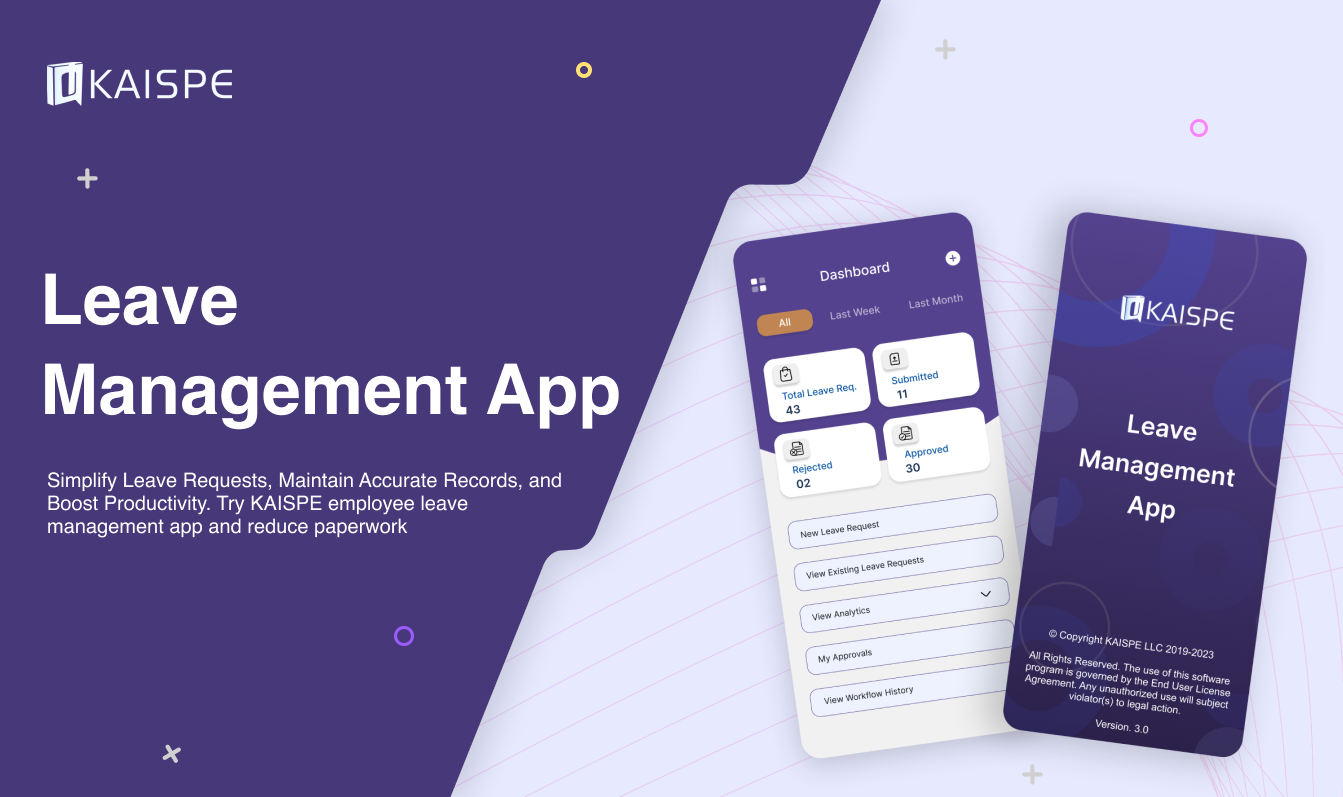 KAISPE
Leave
Management App
Simplify Leave Requests, Maintain Accurate Records, and
Boost Productivity. Try KAISPE employee leave
management app and reduce paperwork
Dashboard
All
Last Week
Last Month
Total Leave Req.
43
Submitted
11
Rejected
02
Approved
30
New Leave Request
View Existing Leave Requests
View Analytics
My Approvals
View Workflow History
KAISPE
Leave
Management
App
© Copyright KAISPE LLC 2019-2023
All Rights Reserved. The use of this software
program is governed by the End User License
Agreement. Any unauthorized use will subject
violator(s) to legal action.
Version. 3.0